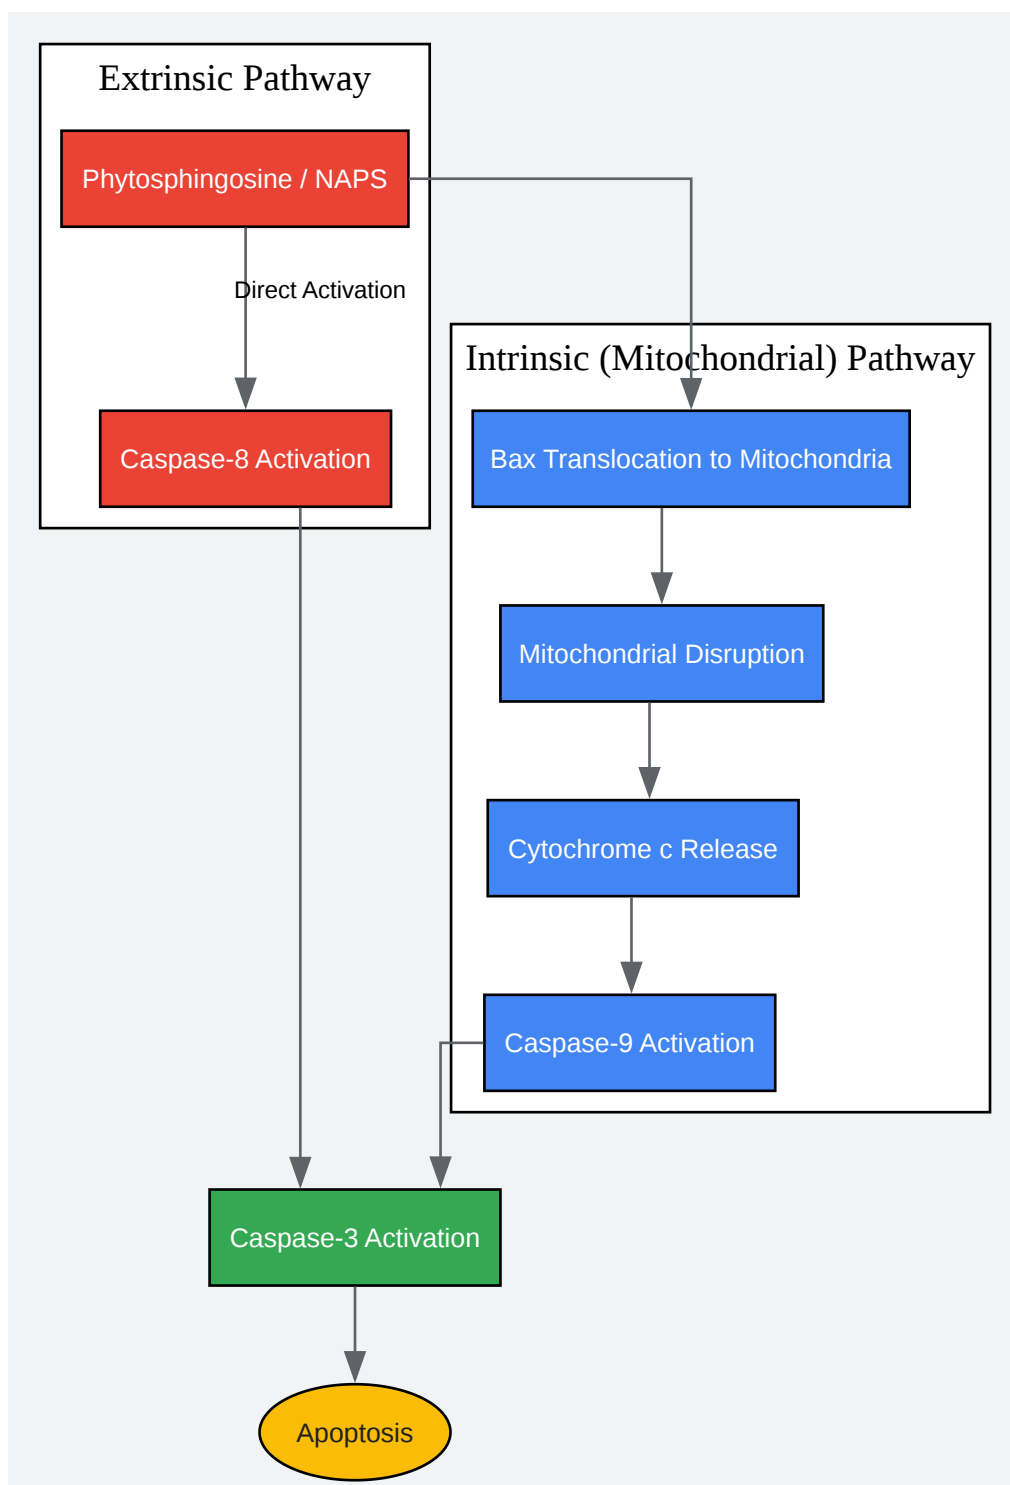 Extrinsic Pathway
Phytosphingosine / NAPS
Direct Activation
Caspase-8 Activation
Intrinsic (Mitochondrial) Pathway
Bax Translocation to Mitochondria
Mitochondrial Disruption
Cytochrome c Release
Caspase-9 Activation
Caspase-3 Activation
Apoptosis